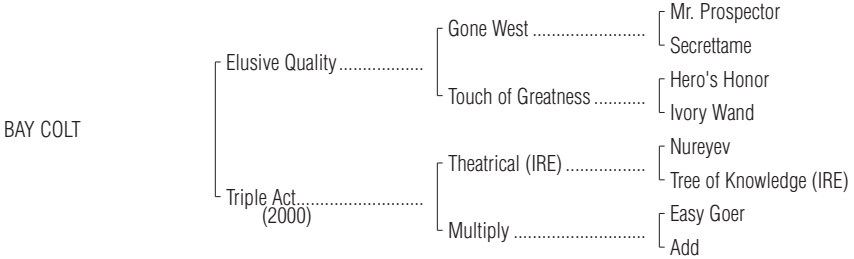 Mr. Prospector
Gone West ........................
Secrettame
Elusive Quality..................
Hero's Honor
Touch of Greatness ...........
Ivory Wand
BAY COLT
Nureyev
Theatrical (IRE) .................
Tree of Knowledge (IRE)
Triple Act...........................
(2000)
Easy Goer
Multiply ............................
Add